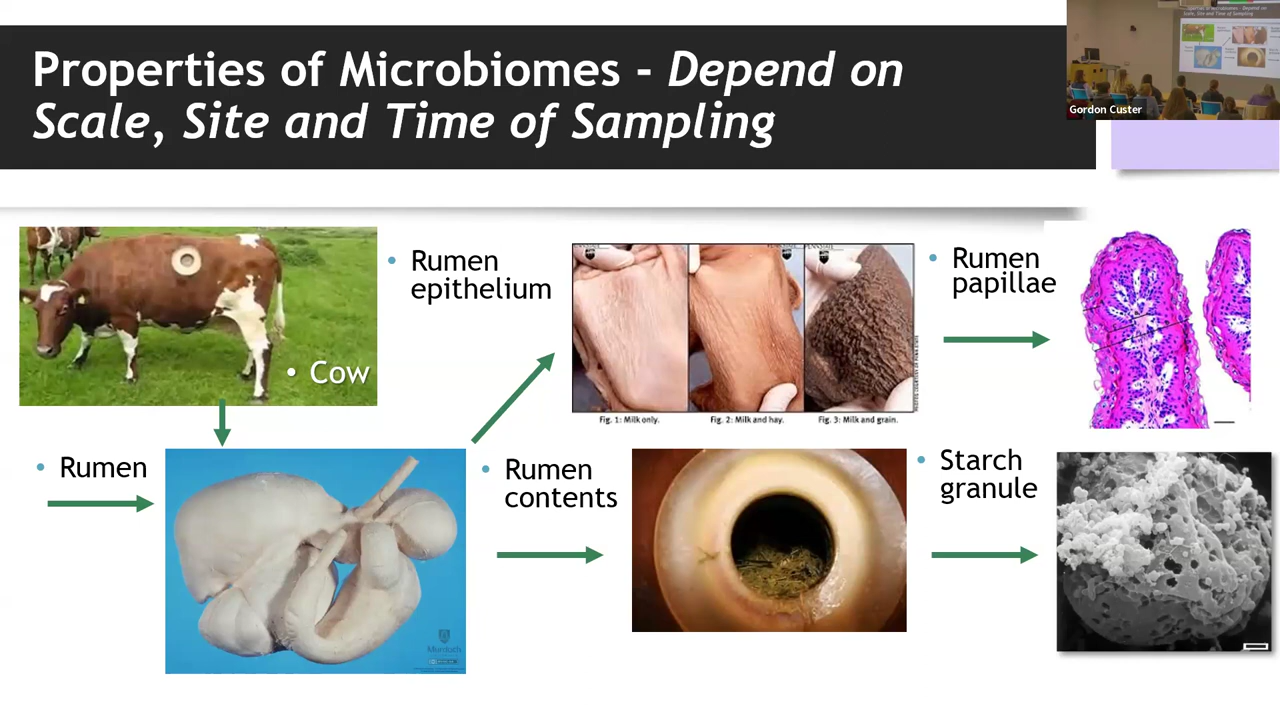 Properties of Microbiomes - Depend on
Scale, Site and Time of Sampling
Gordon Custer
• Cow
• Rumen
epithelium
Fig. 1: Milk only.
Fig. 2: Milk and hay.
Fig. 3: Milk and grain.
• Rumen
papillae
• Rumen
Murdoch
• Rumen
contents
• Starch
granule